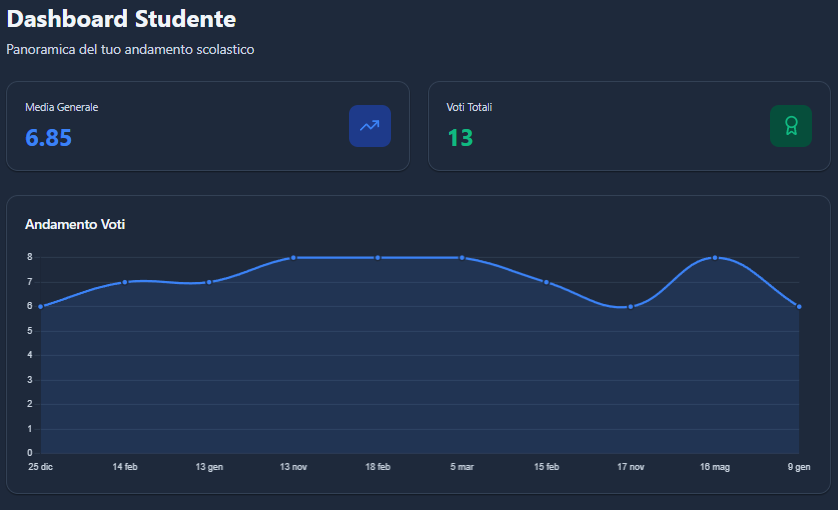 Dashboard Studente
Panoramica del tuo andamento scolastico
Media Generale
6.85
Voti Totali
13
Andamento Voti
8
7
6
5
4
3
2
1
0
25 dic 14 feb 13 gen 13 nov 18 feb 5 mar 15 feb 17 nov 16 mag 9 gen